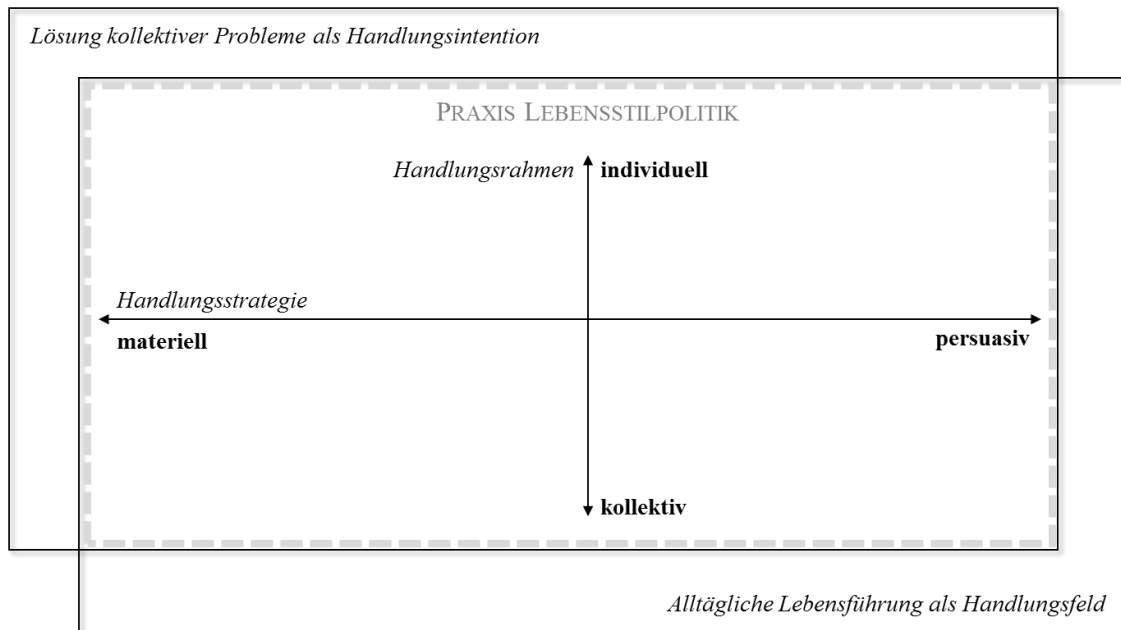 Lösung kollektiver Probleme als Handlungsintention
PRAXIS LEBENSSTILPOLITIK
Handlungsrahmen individuell
Handlungsstrategie
materiell persuasiv
kollektiv
Alltägliche Lebensführung als Handlungsfeld